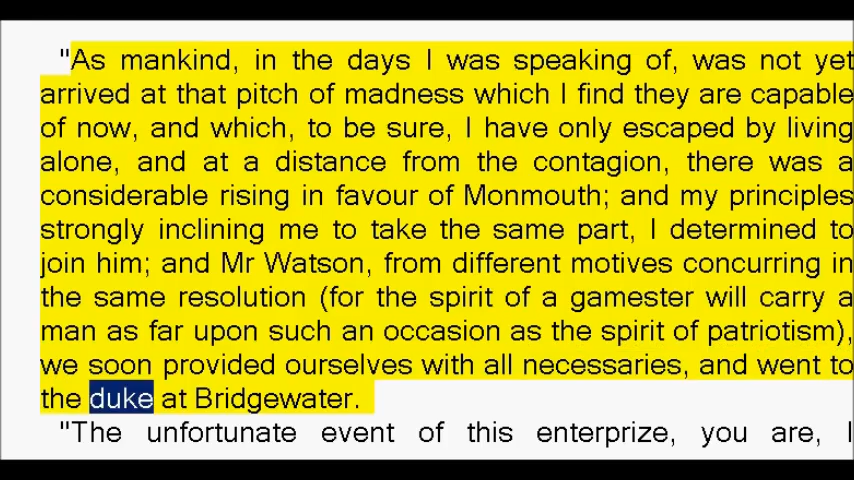 "As mankind, in the days I was speaking of, was not yet
arrived at that pitch of madness which I find they are capable
of now, and which, to be sure, I have only escaped by living
alone, and at a distance from the contagion, there was a
considerable rising in favour of Monmouth; and my principles
strongly inclining me to take the same part, I determined to
join him; and Mr Watson, from different motives concurring in
the same resolution (for the spirit of a gamester will carry a
man as far upon such an occasion as the spirit of patriotism),
we soon provided ourselves with all necessaries, and went to
the duke at Bridgewater.
"The unfortunate event of this enterprize, you are, I